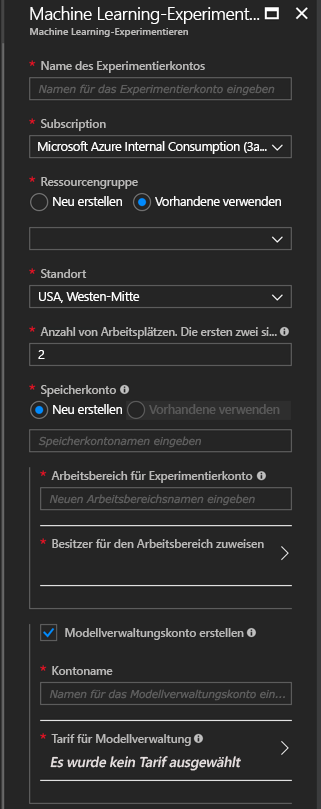 Machine Learning-Experiment...
Machine Learning-Experimentieren
* Name des Experimentierkontos
Namen für das Experimentierkonto eingeben
* Subscription
Microsoft Azure Internal Consumption (3a...
* Ressourcengruppe
Neu erstellen Vorhandene verwenden
* Standort
USA, Westen-Mitte
* Anzahl von Arbeitsplätzen. Die ersten zwei si...
2
* Speicherkonto
Neu erstellen Vorhandene verwenden
Speicherkontonamen eingeben
* Arbeitsbereich für Experimentierkonto
Neuen Arbeitsbereichsnamen eingeben
* Besitzer für den Arbeitsbereich zuweisen
Modellverwaltungskonto erstellen
* Kontoname
Namen für das Modellverwaltungskonto ein...
* Tarif für Modellverwaltung
Es wurde kein Tarif ausgewählt